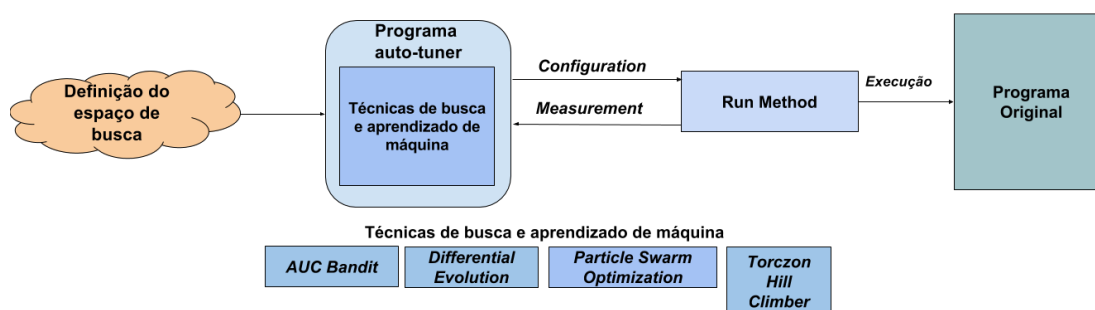 Definição do
espaço de
busca
Programa
auto-tuner
Técnicas de busca
e aprendizado de
máquina
Configuration
Measurement
Run Method
Execução
Programa
Original
Técnicas de busca e aprendizado de máquina
AUC Bandit
Differential
Evolution
Particle Swarm
Optimization
Torczon
Hill
Climber